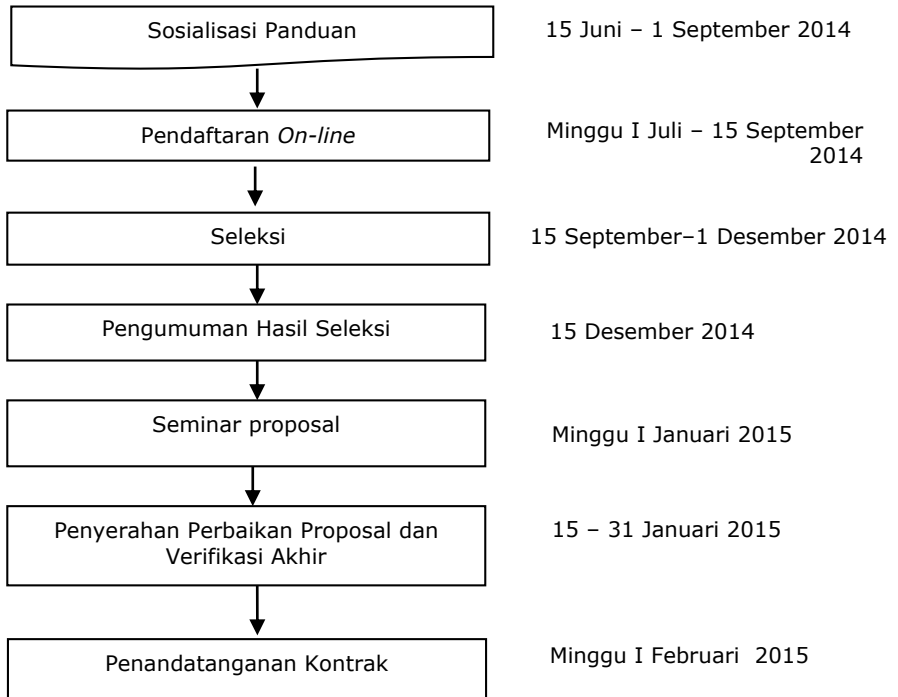 Sosialisasi Panduan
15 Juni – 1 September 2014
Pendaftaran On-line
Minggu I Juli – 15 September
2014
Seleksi
15 September–1 Desember 2014
Pengumuman Hasil Seleksi
15 Desember 2014
Seminar proposal
Minggu I Januari 2015
Penyerahan Perbaikan Proposal dan
Verifikasi Akhir
15 – 31 Januari 2015
Penandatanganan Kontrak
Minggu I Februari 2015